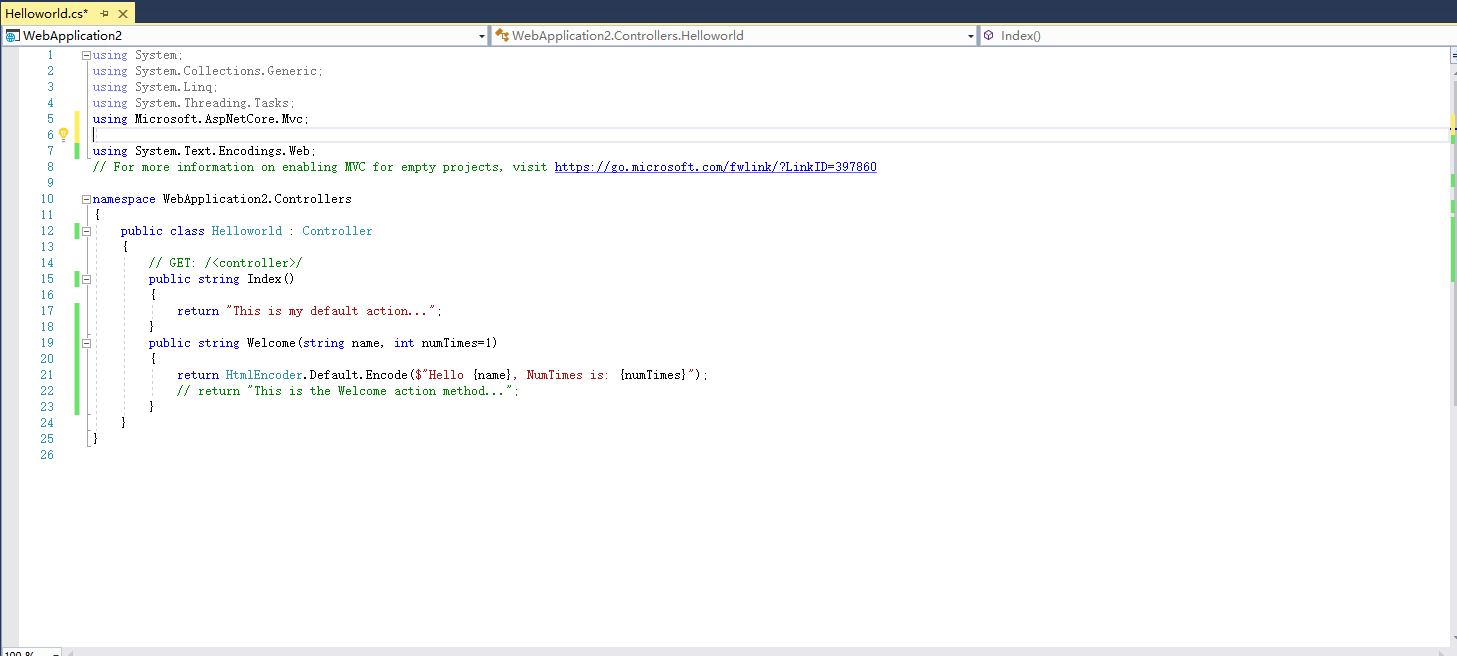 Helloworld.cs*
WebApplication2 WebApplication2.Controllers.Helloworld Index()
1 using System;
2 using System.Collections.Generic;
3 using System.Linq;
4 using System.Threading.Tasks;
5 using Microsoft.AspNetCore.Mvc;
6
7 using System.Text.Encodings.Web;
8 // For more information on enabling MVC for empty projects, visit https://go.microsoft.com/fwlink/?LinkID=397860
9
10 namespace WebApplication2.Controllers
11 {
12 public class Helloworld : Controller
13 {
14 // GET: /<controller>/
15 public string Index()
16 {
17 return "This is my default action...";
18 }
19 public string Welcome(string name, int numTimes=1)
20 {
21 return HtmlEncoder.Default.Encode($"Hello {name}, NumTimes is: {numTimes}");
22 // return "This is the Welcome action method...";
23 }
24 }
25 }
26
100 %